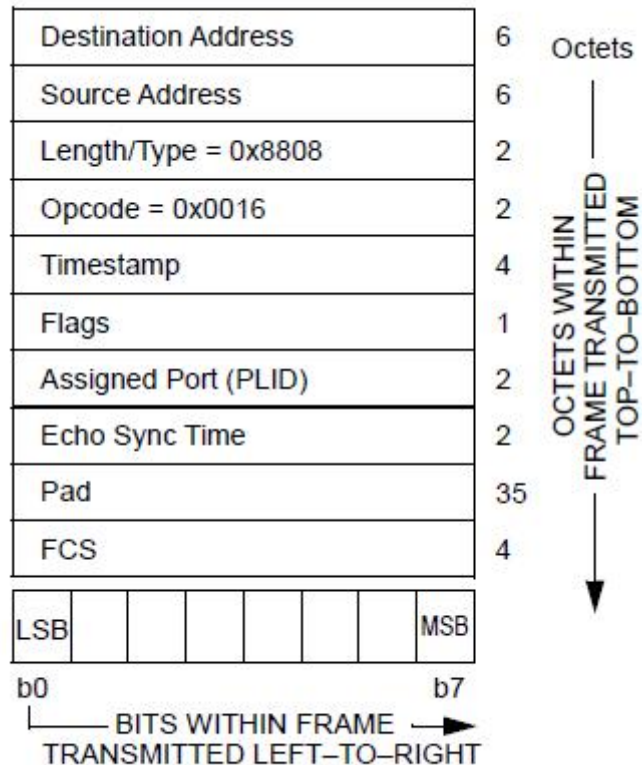 Destination Address 6 Octets
Source Address 6
Length/Type = 0x8808 2
Opcode = 0x0016 2
Timestamp 4
Flags 1
Assigned Port (PLID) 2
Echo Sync Time 2
Pad 35
FCS 4
OCTETS WITHIN
FRAME TRANSMITTED
TOP–TO–BOTTOM
LSB MSB
b0 b7
BITS WITHIN FRAME
TRANSMITTED LEFT–TO–RIGHT